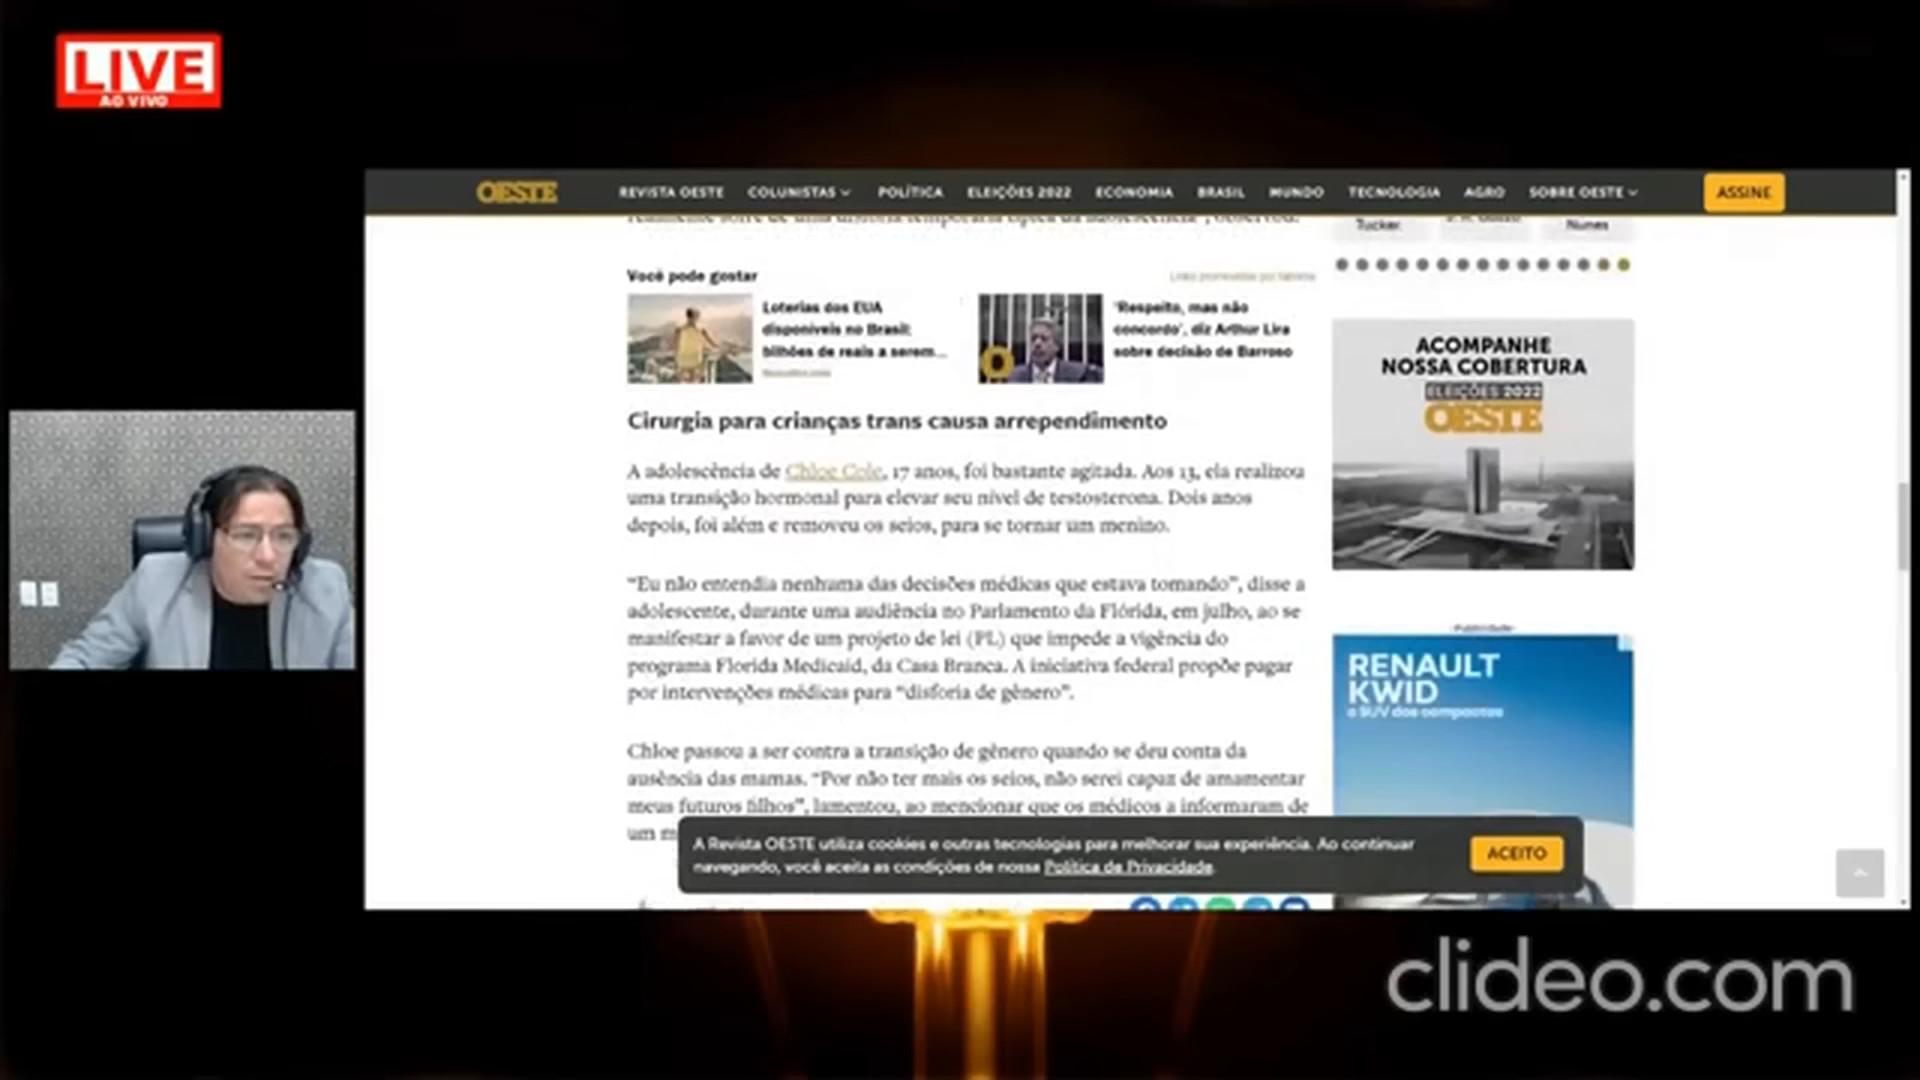 LIVE
AO VIVO
OESTE
REVISTA OESTE
COLUNISTAS
POLÍTICA
ELEIÇÕES 2022
ECONOMIA
BRASIL
MUNDO
TECNOLOGIA
AGRO
SOBRE OESTE
ASSINE
Tucker
Nunes
Você pode gostar
Loterias dos EUA
disponíveis no Brasil:
bilhões de reais a serem...
'Respeito, mas não
concordo', diz Arthur Lira
sobre decisão de Barroso
Cirurgia para crianças trans causa arrependimento
A adolescência de Chloe Cole, 17 anos, foi bastante agitada. Aos 13, ela realizou
uma transição hormonal para elevar seu nível de testosterona. Dois anos
depois, foi além e removeu os seios, para se tornar um menino.
“Eu não entendia nenhuma das decisões médicas que estava tomando”, disse a
adolescente, durante uma audiência no Parlamento da Flórida, em julho, ao se
manifestar a favor de um projeto de lei (PL) que impede a vigência do
programa Florida Medicaid, da Casa Branca. A iniciativa federal propõe pagar
por intervenções médicas para “disforia de gênero”.
Chloe passou a ser contra a transição de gênero quando se deu conta da
ausência das mamas. “Por não ter mais os seios, não serei capaz de amamentar
meus futuros filhos”, lamentou, ao mencionar que os médicos a informaram de
um
ACOMPANHE
NOSSA COBERTURA
ELEIÇÕES 2022
OESTE
Publicidade
RENAULT
KWID
o SUV dos compactos
A Revista OESTE utiliza cookies e outras tecnologias para melhorar sua experiência. Ao continuar
navegando, você aceita as condições de nossa Política de Privacidade.
ACEITO
clideo.com